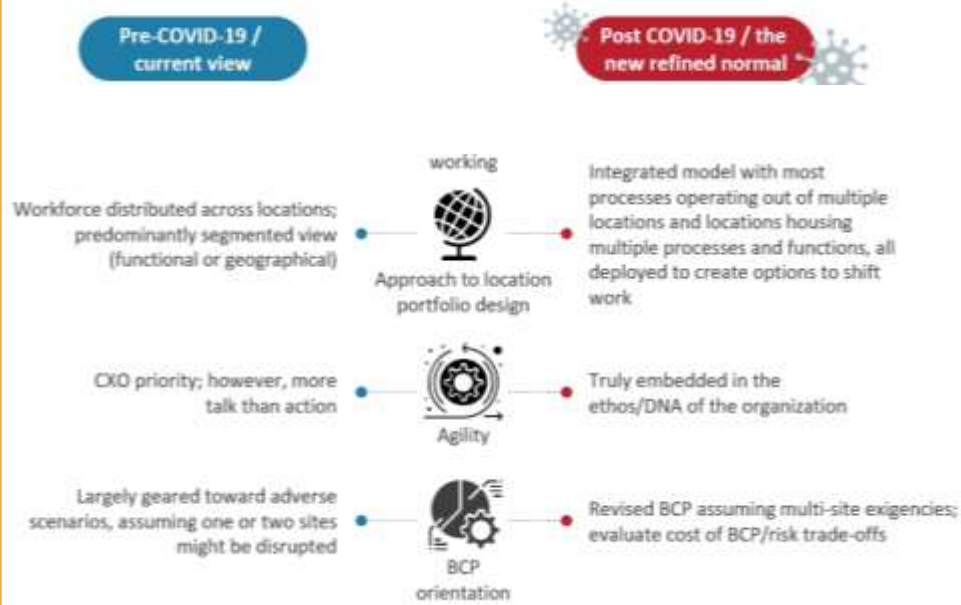 Pre-COVID-19 /
current view
Post COVID-19 / the
new refined normal
working
Workforce distributed across locations;
predominantly segmented view
(functional or geographical)
Approach to location
portfolio design
Integrated model with most
processes operating out of multiple
locations and locations housing
multiple processes and functions, all
deployed to create options to shift
work
CXO priority; however, more
talk than action
Agility
Truly embedded in the
ethos/DNA of the organization
Largely geared toward adverse
scenarios, assuming one or two sites
might be disrupted
BCP
orientation
Revised BCP assuming multi-site exigencies;
evaluate cost of BCP/risk trade-offs